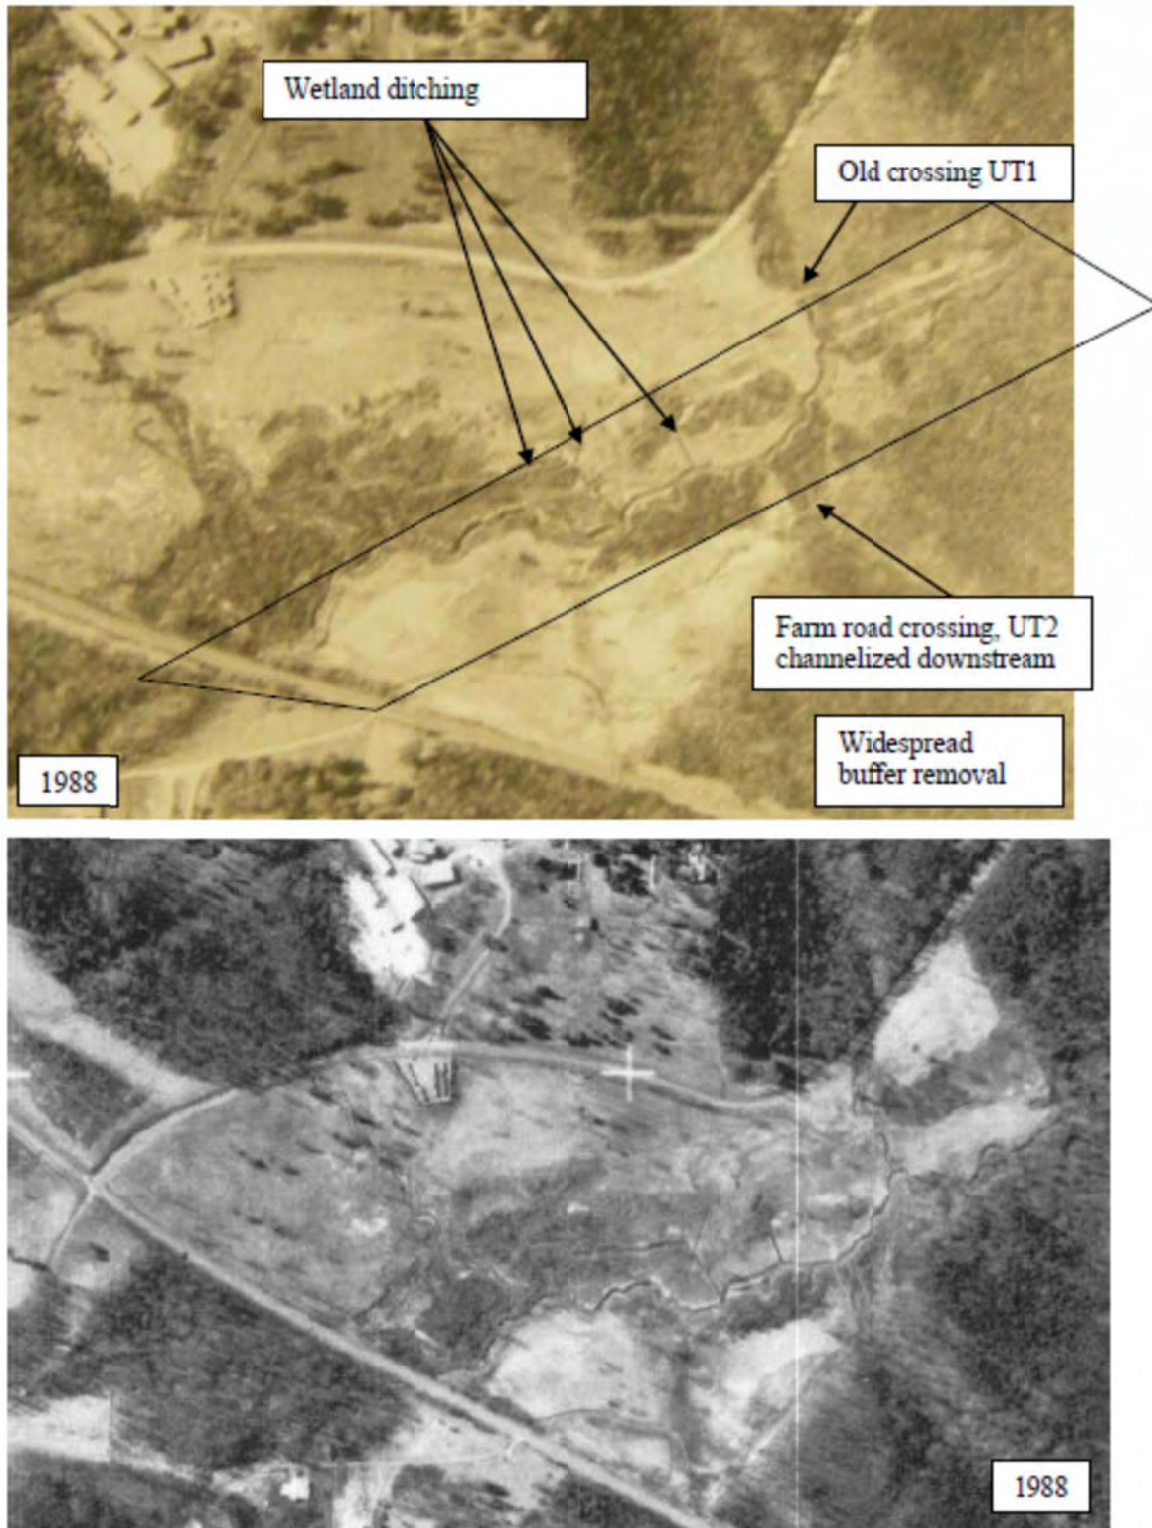 Wetland ditching
Old crossing UT1
Farm road crossing, UT2
channelized downstream
Widespread
buffer removal
1988
1988